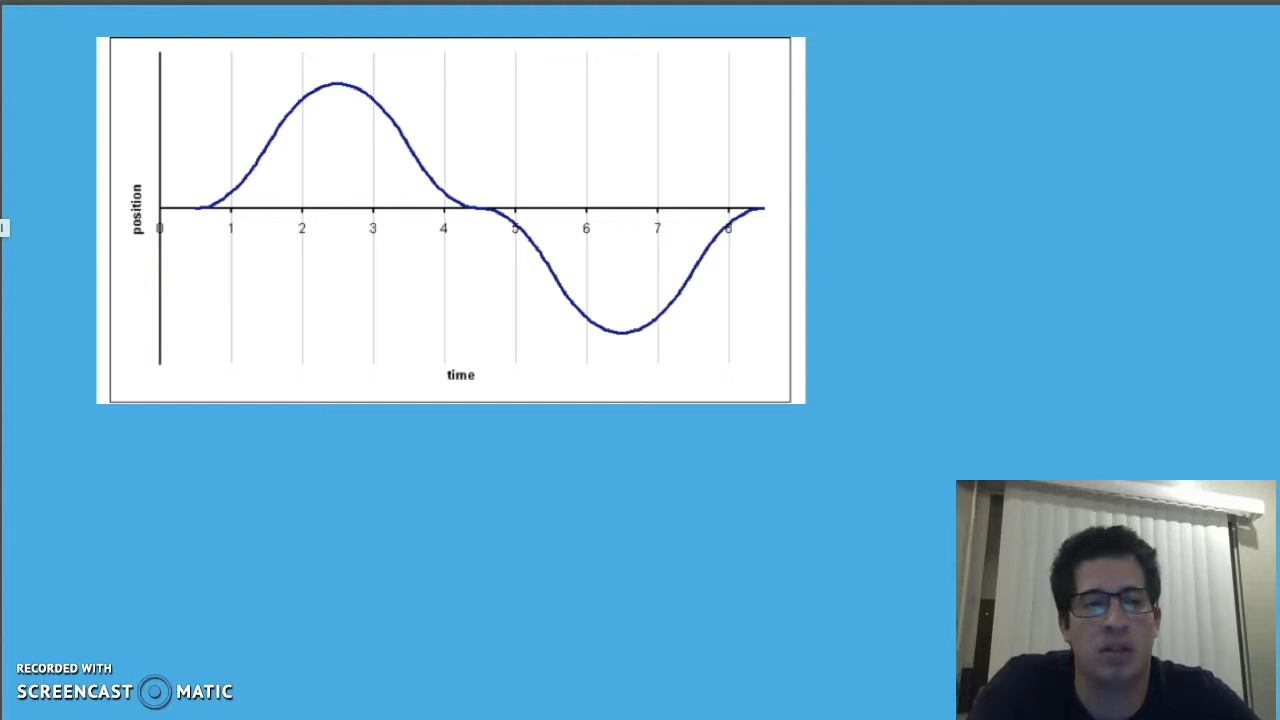 position
0 1 2 3 4 5 6 7 8
time
RECORDED WITH
SCREENCAST MATIC